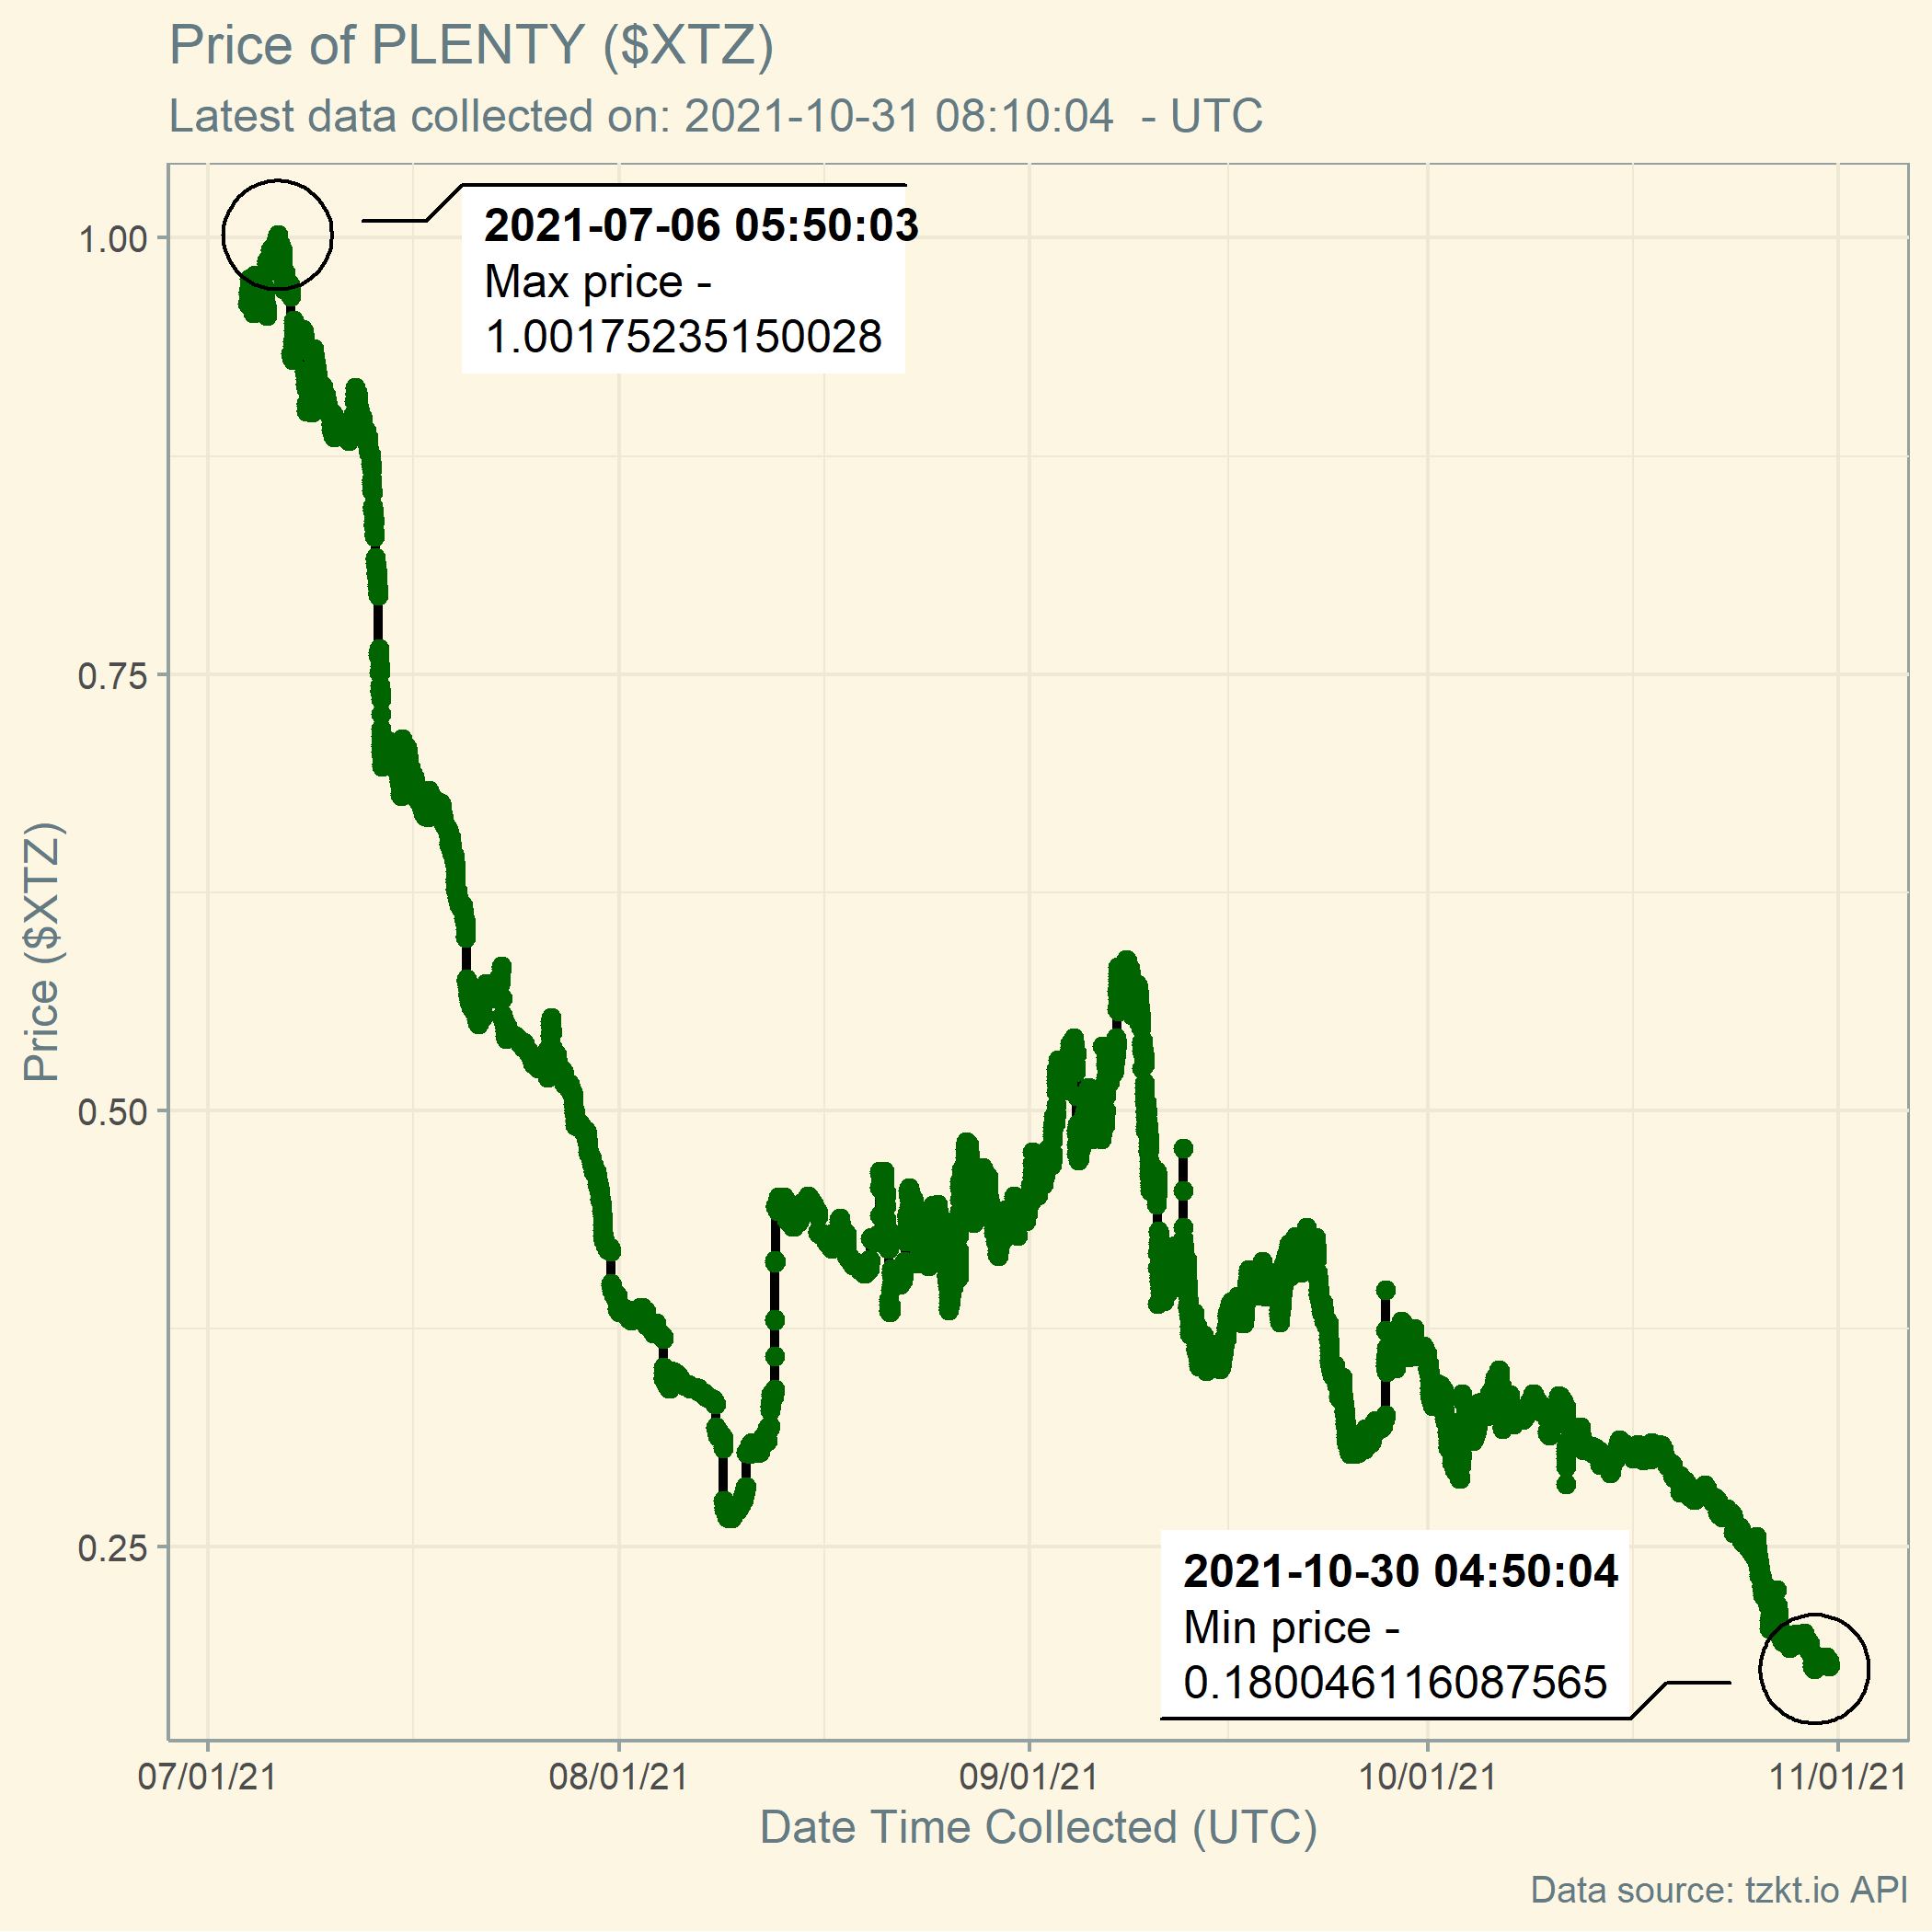 Price of PLENTY ($XTZ)
Latest data collected on: 2021-10-31 08:10:04  - UTC
2021-07-06 05:50:03
Max price -
1.00175235150028
1.00
0.75
0.50
0.25
Price ($XTZ)
2021-10-30 04:50:04
Min price -
0.180046116087565
07/01/21 08/01/21 09/01/21 10/01/21 11/01/21
Date Time Collected (UTC)
Data source: tzkt.io API